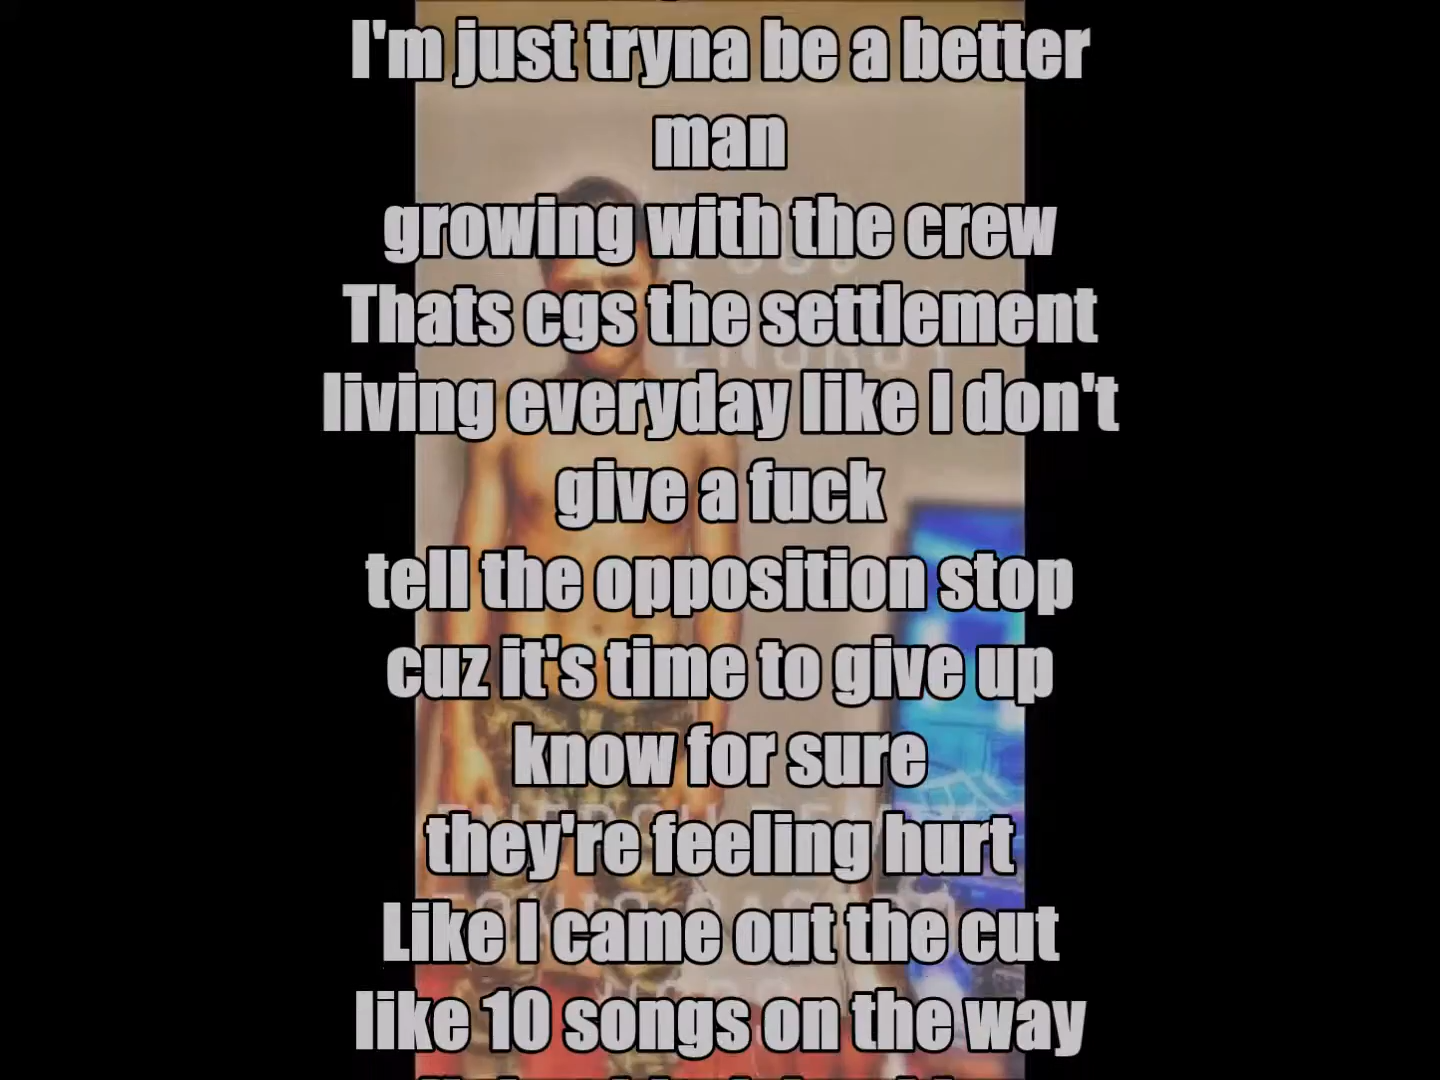 I'm just tryna be a better
man
growing with the crew
Thats cgs the settlement
living everyday like I don't
give a fuck
tell the opposition stop
cuz it's time to give up
know for sure
they're feeling hurt
Like I came out the cut
like 10 songs on the way